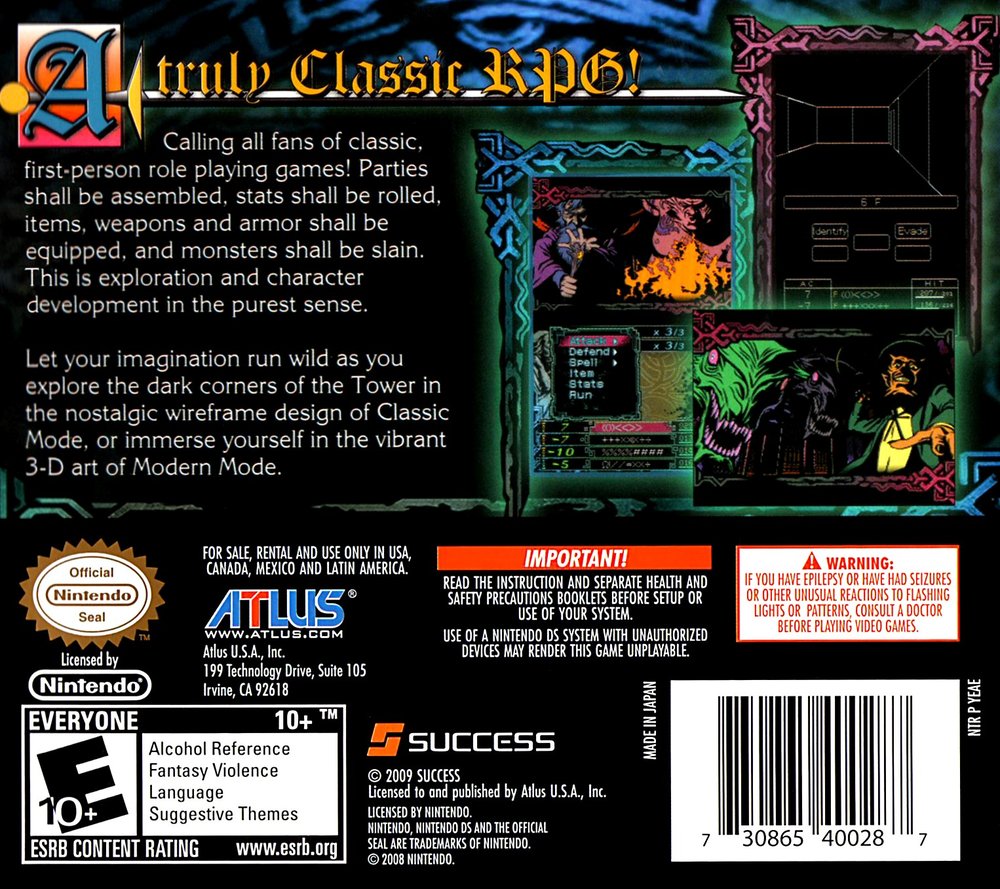 A truly Classic RPG!
Calling all fans of classic,
first-person role playing games! Parties
shall be assembled, stats shall be rolled,
items, weapons and armor shall be
equipped, and monsters shall be slain.
This is exploration and character
development in the purest sense.
Let your imagination run wild as you
explore the dark corners of the Tower in
the nostalgic wireframe design of Classic
Mode, or immerse yourself in the vibrant
3-D art of Modern Mode.
6 F
Identify Evade
AC HIT
x 3/3
x 3/3
Attack
Defend
Spell
Item
Stats
Run
Official
Nintendo
Seal
TM
Licensed by
Nintendo®
FOR SALE, RENTAL AND USE ONLY IN USA,
CANADA, MEXICO AND LATIN AMERICA.
ATLUS®
WWW.ATLUS.COM
Atlus U.S.A., Inc.
199 Technology Drive, Suite 105
Irvine, CA 92618
IMPORTANT!
READ THE INSTRUCTION AND SEPARATE HEALTH AND
SAFETY PRECAUTIONS BOOKLETS BEFORE SETUP OR
USE OF YOUR SYSTEM.
USE OF A NINTENDO DS SYSTEM WITH UNAUTHORIZED
DEVICES MAY RENDER THIS GAME UNPLAYABLE.
WARNING:
IF YOU HAVE EPILEPSY OR HAVE HAD SEIZURES
OR OTHER UNUSUAL REACTIONS TO FLASHING
LIGHTS OR PATTERNS, CONSULT A DOCTOR
BEFORE PLAYING VIDEO GAMES.
EVERYONE 10+ ™
E
10+
Alcohol Reference
Fantasy Violence
Language
Suggestive Themes
ESRB CONTENT RATING www.esrb.org
SUCCESS
© 2009 SUCCESS
Licensed to and published by Atlus U.S.A., Inc.
LICENSED BY NINTENDO.
NINTENDO, NINTENDO DS AND THE OFFICIAL
SEAL ARE TRADEMARKS OF NINTENDO.
© 2008 NINTENDO.
MADE IN JAPAN
NTR P YEAE
7 30865 40028 7